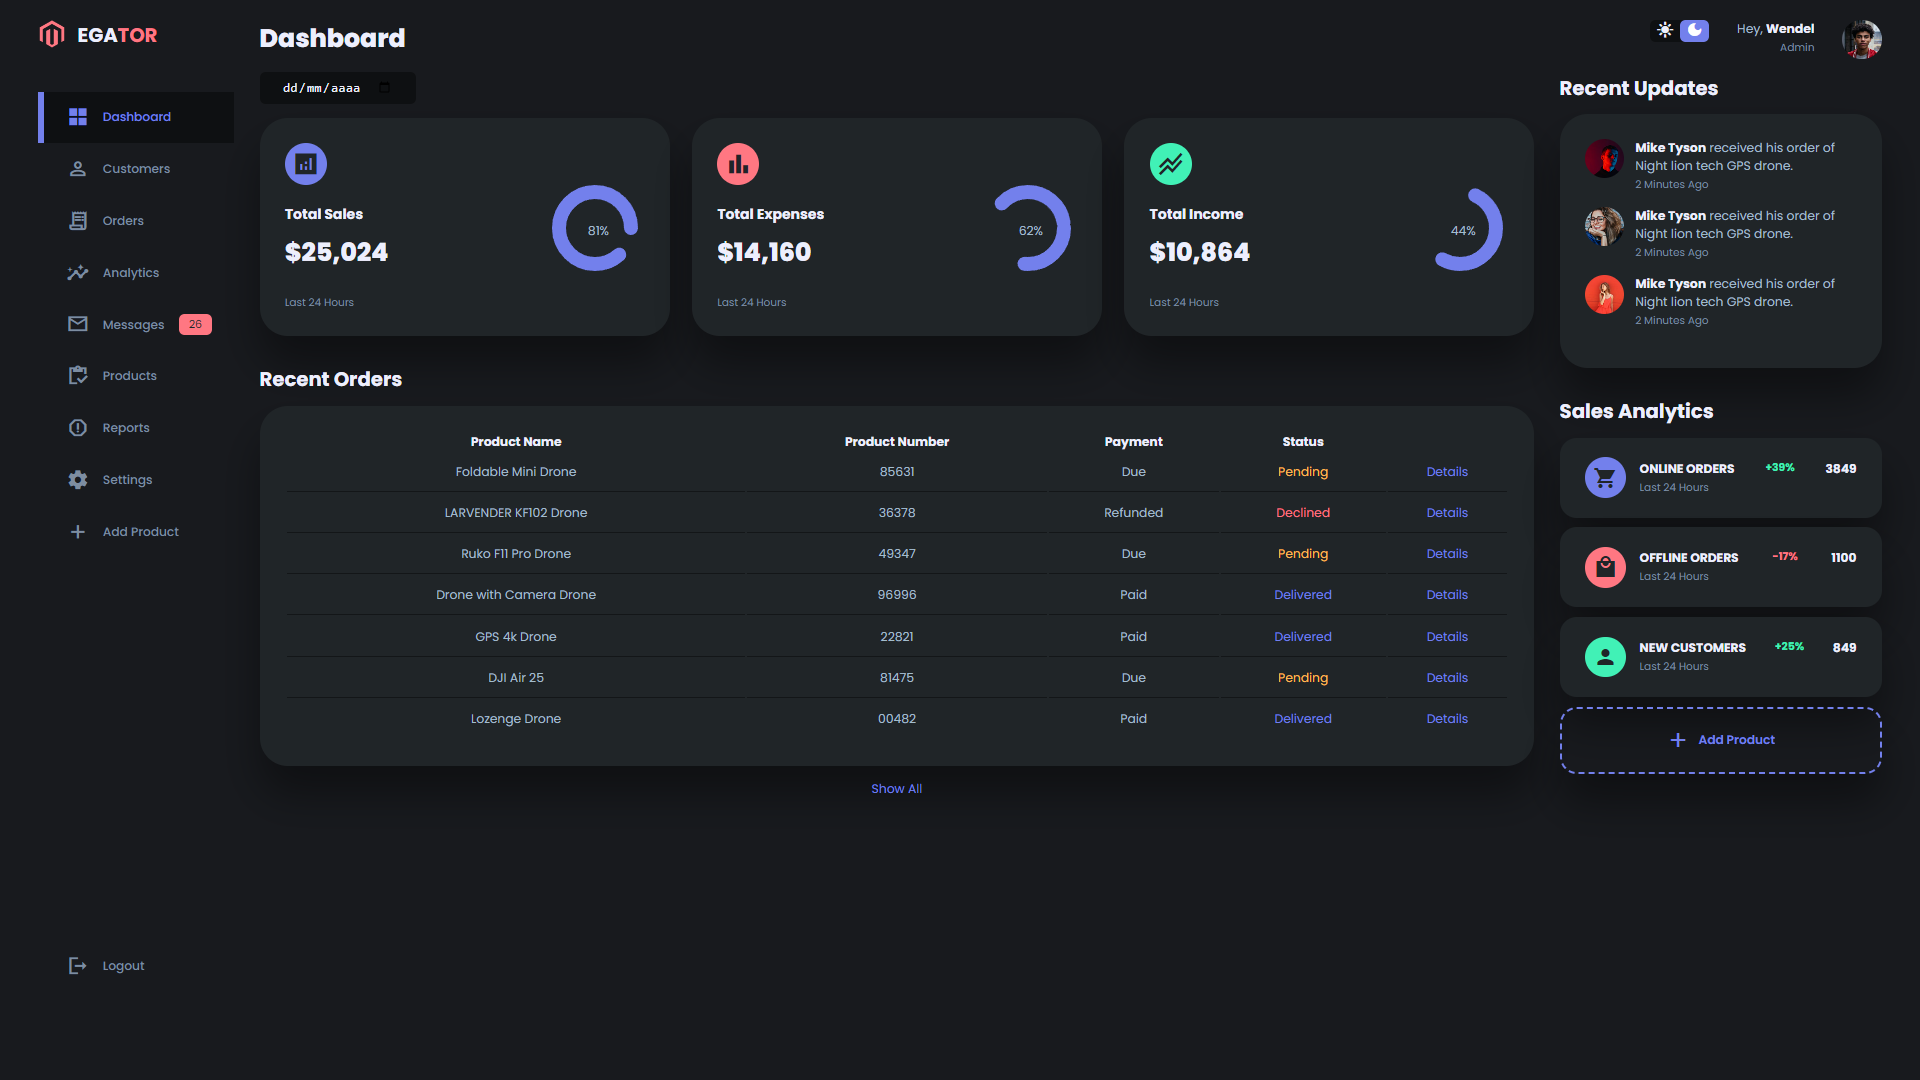 EGATOR
Dashboard
Customers
Orders
Analytics
Messages 26
Products
Reports
Settings
Add Product
Logout
Dashboard
dd/mm/aaaa
Total Sales
$25,024
81%
Last 24 Hours
Total Expenses
$14,160
62%
Last 24 Hours
Total Income
$10,864
44%
Last 24 Hours
Recent Orders
Product Name Product Number Payment Status
Foldable Mini Drone 85631 Due Pending Details
LARVENDER KF102 Drone 36378 Refunded Declined Details
Ruko F11 Pro Drone 49347 Due Pending Details
Drone with Camera Drone 96996 Paid Delivered Details
GPS 4k Drone 22821 Paid Delivered Details
DJI Air 25 81475 Due Pending Details
Lozenge Drone 00482 Paid Delivered Details
Show All
Hey, Wendel
Admin
Recent Updates
Mike Tyson received his order of
Night lion tech GPS drone.
2 Minutes Ago
Mike Tyson received his order of
Night lion tech GPS drone.
2 Minutes Ago
Mike Tyson received his order of
Night lion tech GPS drone.
2 Minutes Ago
Sales Analytics
ONLINE ORDERS +39% 3849
Last 24 Hours
OFFLINE ORDERS -17% 1100
Last 24 Hours
NEW CUSTOMERS +25% 849
Last 24 Hours
Add Product